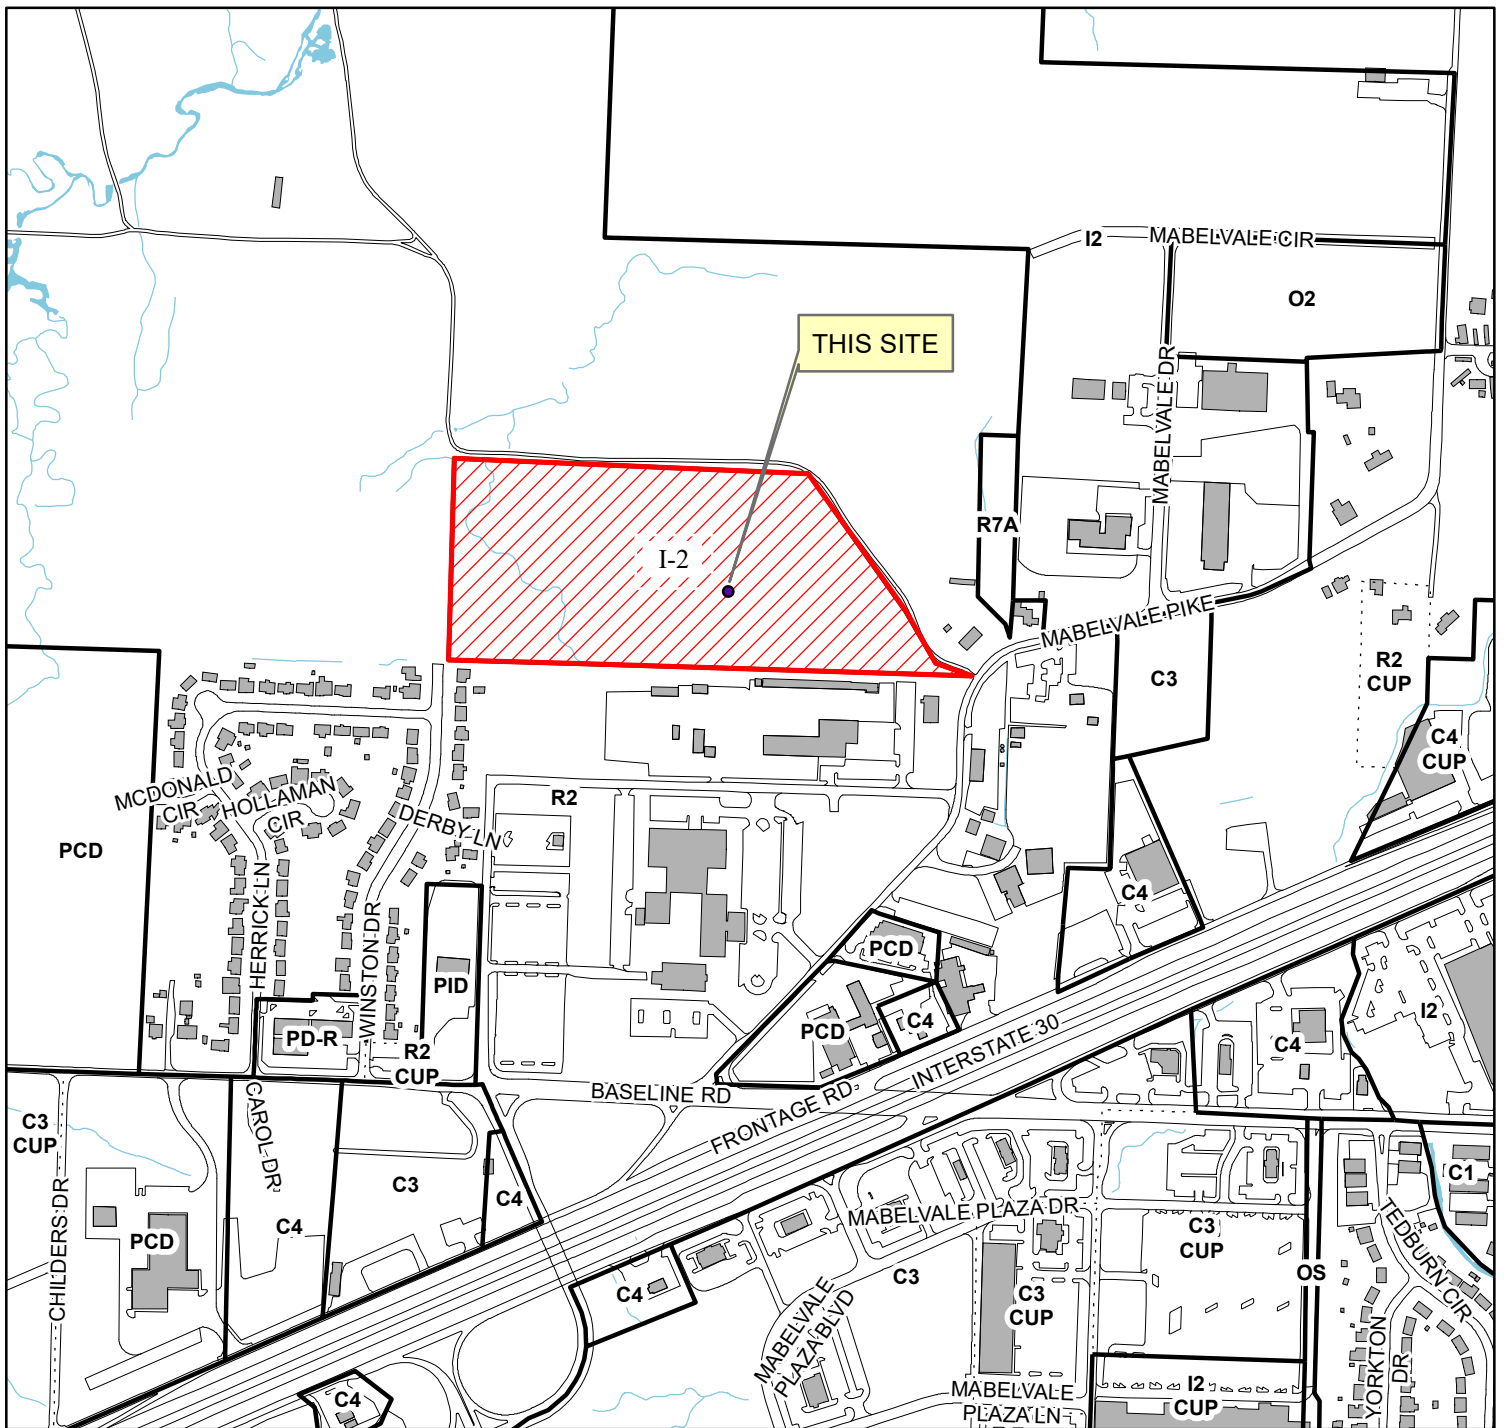 I2
MABELVALE CIR
O2
THIS SITE
MABELVALE DR
R7A
I-2
MABELVALE PIKE
R2
CUP
C3
C4
CUP
MCDONALD
CIR
HOLLAMAN
CIR
DERBY LN
R2
PCD
HERRICK LN
WINSTON DR
PID
C4
PCD
PCD
C4
I2
C4
PD-R
R2
CUP
BASELINE RD
FRONTAGE RD
INTERSTATE 30
C3
CUP
CAROL DR
C3
C4
C4
CHILDERS DR
PCD
MABELVALE PLAZA DR
C3
CUP
C1
TEDBURN CIR
C4
C3
C3
CUP
OS
MABELVALE
PLAZA BLVD
YORKTON
DR
C4
MABELVALE
PLAZA LN
I2
CUP